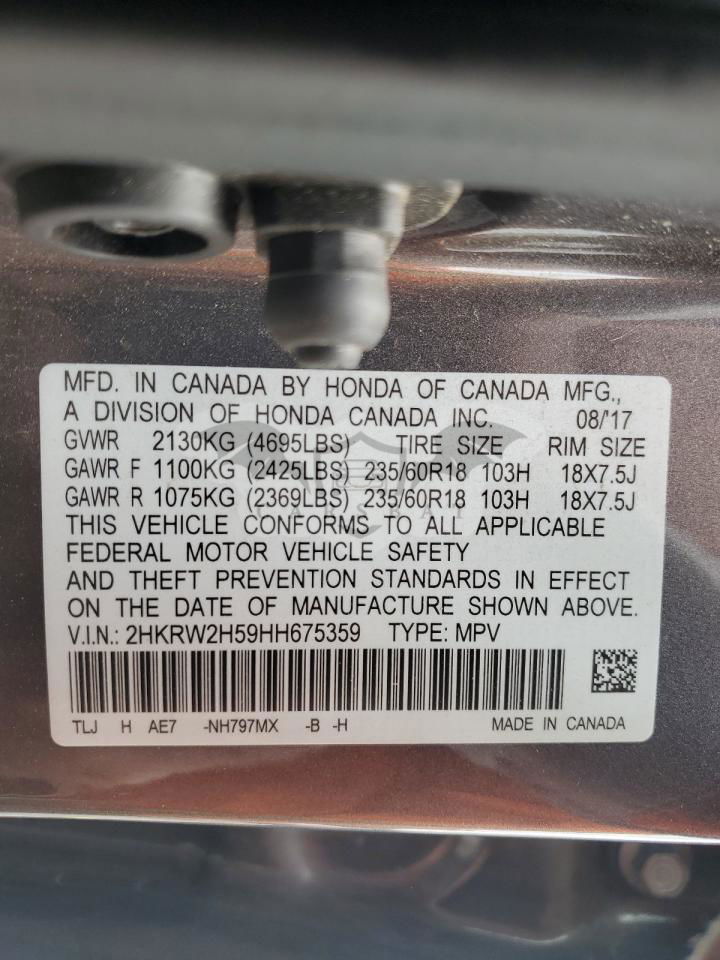 MFD. IN CANADA BY HONDA OF CANADA MFG.,
A DIVISION OF HONDA CANADA INC. 08/'17
GVWR 2130KG (4695LBS) TIRE SIZE RIM SIZE
GAWR F 1100KG (2425LBS) 235/60R18 103H 18X7.5J
GAWR R 1075KG (2369LBS) 235/60R18 103H 18X7.5J
THIS VEHICLE CONFORMS TO ALL APPLICABLE
FEDERAL MOTOR VEHICLE SAFETY
AND THEFT PREVENTION STANDARDS IN EFFECT
ON THE DATE OF MANUFACTURE SHOWN ABOVE.
V.I.N.: 2HKRW2H59HH675359 TYPE: MPV
TLJ H AE7 -NH797MX -B -H MADE IN CANADA